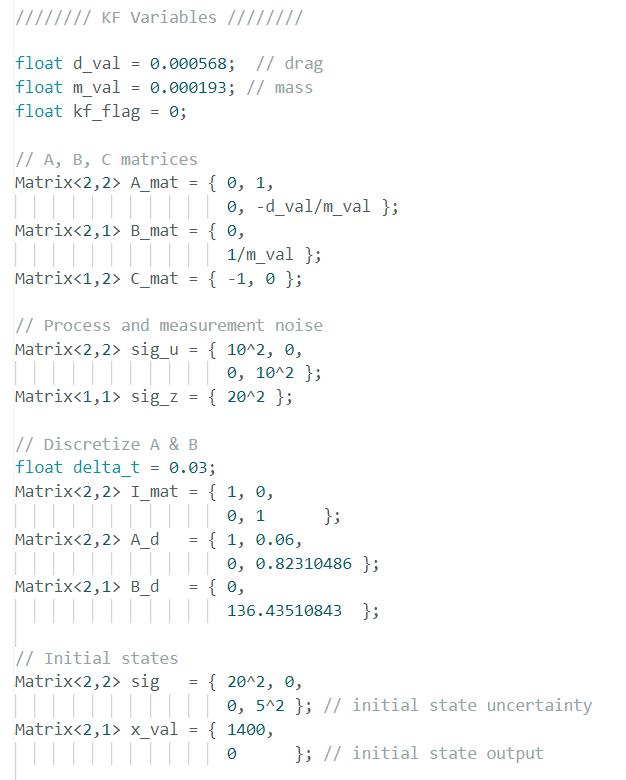 //////// KF Variables ////////
float d_val = 0.000568;  // drag
float m_val = 0.000193; // mass
float kf_flag = 0;
// A, B, C matrices
Matrix<2,2> A_mat = { 0, 1,
                      0, -d_val/m_val };
Matrix<2,1> B_mat = { 0,
                      1/m_val };
Matrix<1,2> C_mat = { -1, 0 };
// Process and measurement noise
Matrix<2,2> sig_u = { 10^2, 0,
                      0, 10^2 };
Matrix<1,1> sig_z = { 20^2 };
// Discretize A & B
float delta_t = 0.03;
Matrix<2,2> I_mat = { 1, 0,
                      0, 1      };
Matrix<2,2> A_d   = { 1, 0.06,
                      0, 0.82310486 };
Matrix<2,1> B_d   = { 0,
                      136.43510843  };
// Initial states
Matrix<2,2> sig   = { 20^2, 0,
                      0, 5^2 }; // initial state uncertainty
Matrix<2,1> x_val = { 1400,
                      0      }; // initial state output